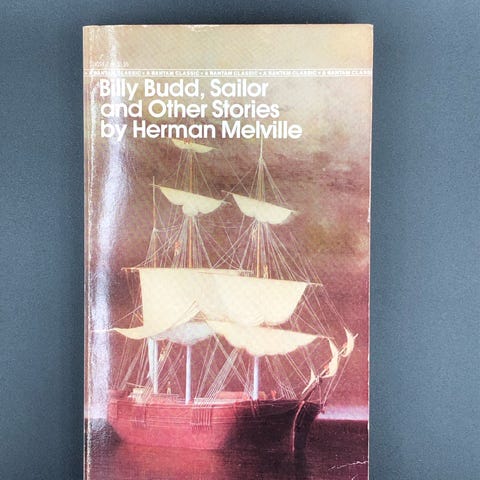 A BANTAM CLASSIC • A BANTAM CLASSIC • A BANTAM CLASSIC • A BANTAM CLASSIC • A BANTAM CLASSIC
Billy Budd, Sailor
and Other Stories
by Herman Melville